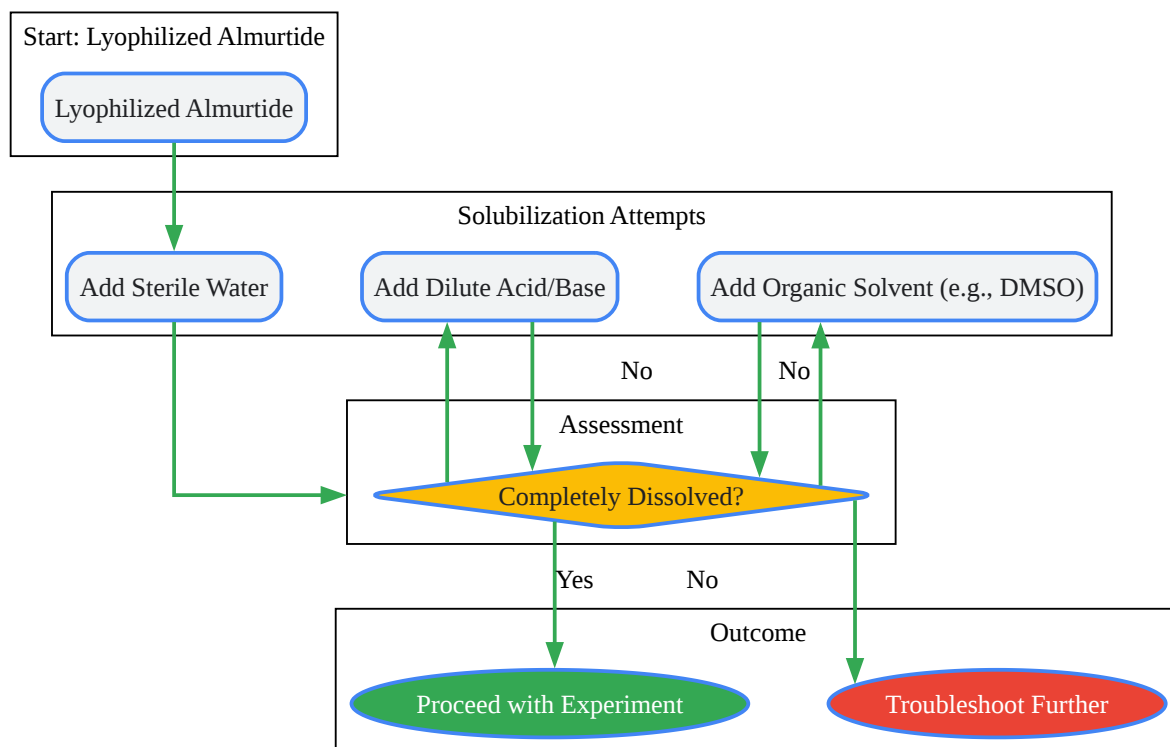 Start: Lyophilized Almurtide
Lyophilized Almurtide
Solubilization Attempts
Add Sterile Water
Add Dilute Acid/Base
Add Organic Solvent (e.g., DMSO)
No
No
Assessment
Completely Dissolved?
Yes
No
Outcome
Proceed with Experiment
Troubleshoot Further